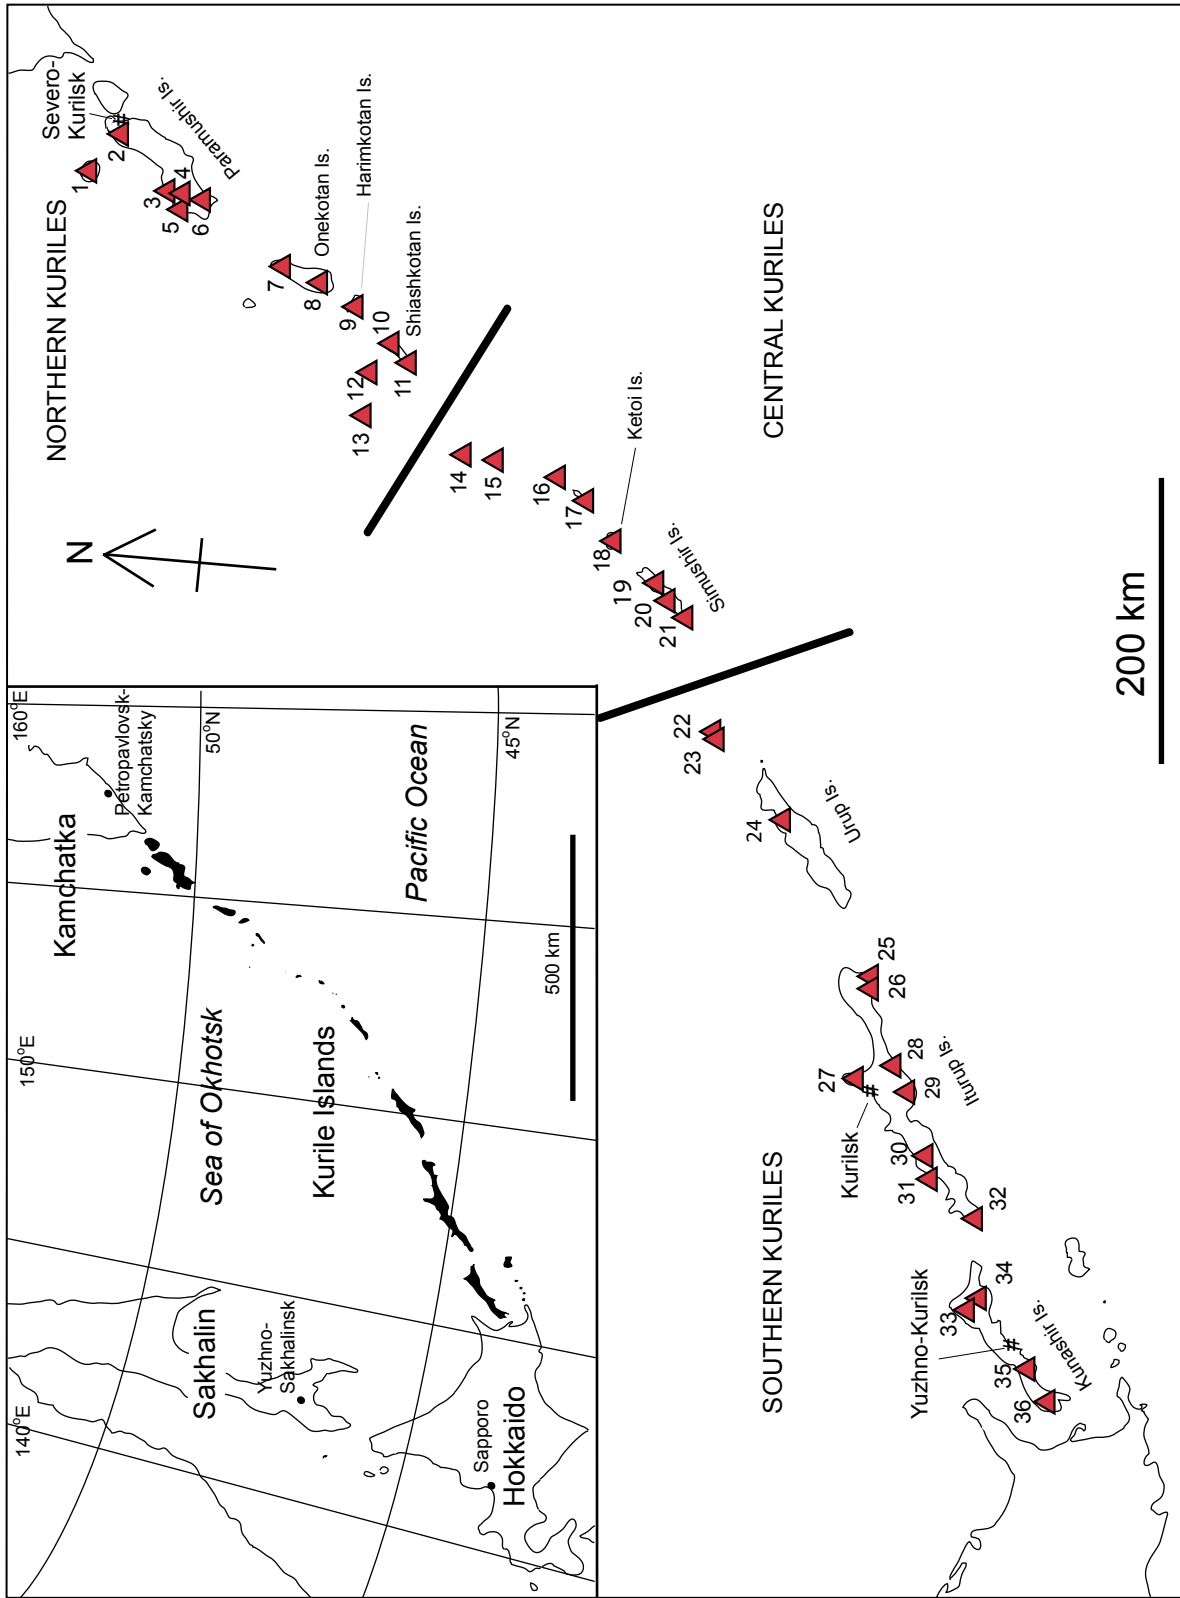 NORTHERN KURILES
Severo-
Kurilsk
Paramushir Is.
1
2
3
4
5
6
7
8
Onekotan Is.
9
Harimkotan Is.
10
11
Shiashkotan Is.
12
13
N
CENTRAL KURILES
14
15
16
17
18
Ketoi Is.
19
20
21
Simushir Is.
SOUTHERN KURILES
22
23
24
Urup Is.
25
26
27
Kurilsk
28
29
Iturup Is.
30
31
32
33
34
Yuzhno-Kurilsk
Kunashir Is.
35
36
200 km
140°E
150°E
160°E
50°N
45°N
Kamchatka
Petropavlovsk-
Kamchatsky
Sea of Okhotsk
Pacific Ocean
Kurile Islands
Sakhalin
Yuzhno-
Sakhalinsk
Sapporo
Hokkaido
500 km